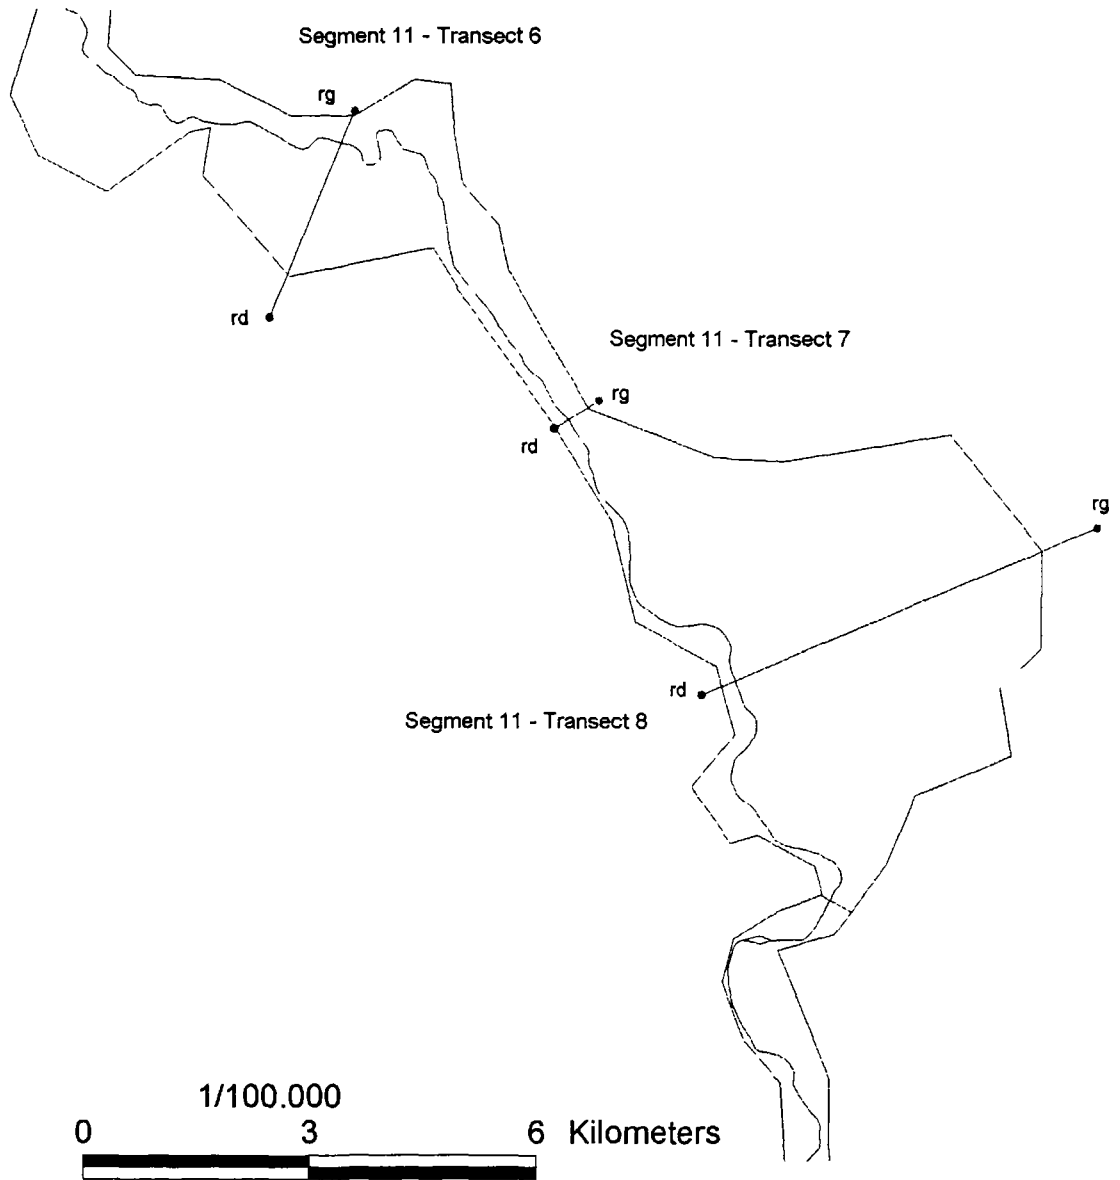 Segment 11 - Transect 6
rg
rd
Segment 11 - Transect 7
rg
rd
rg
rd
Segment 11 - Transect 8
1/100.000
0 3 6 Kilometers